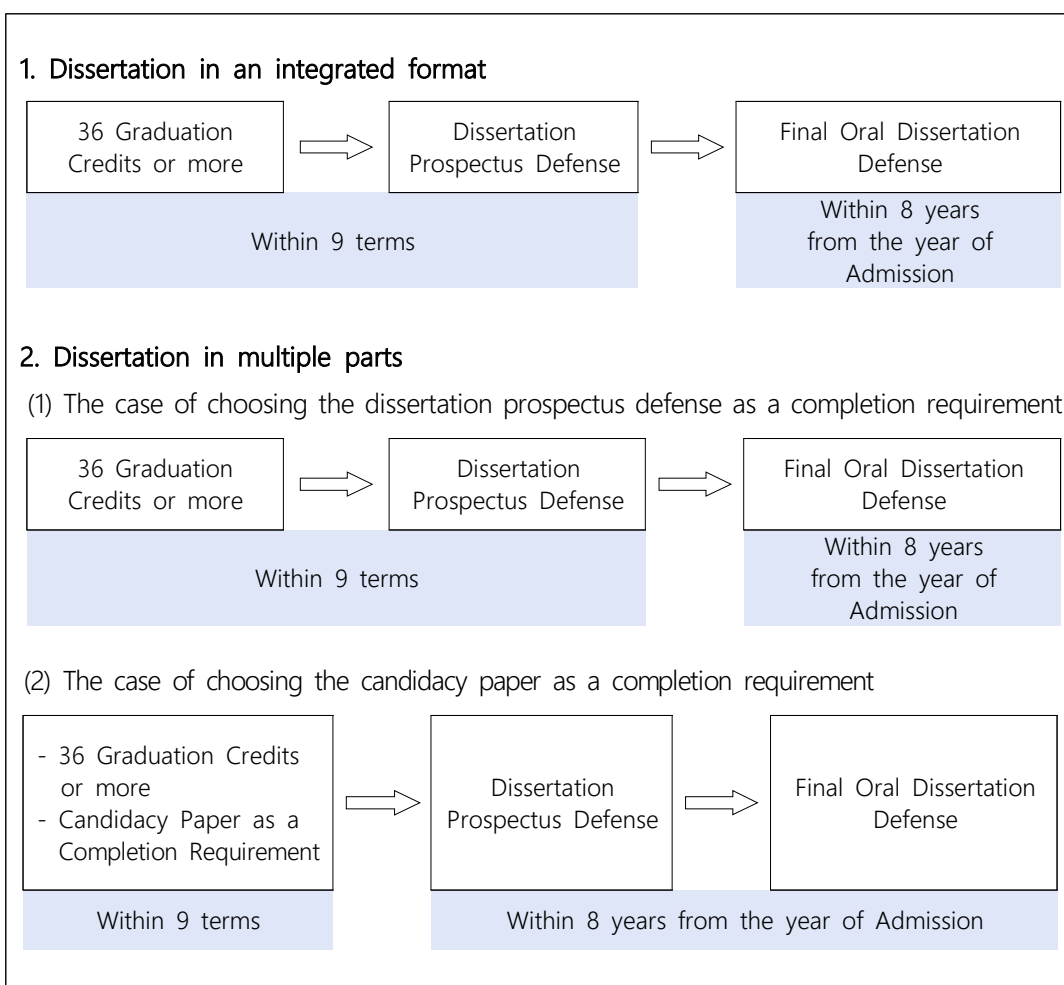 1. Dissertation in an integrated format
36 Graduation
Credits or more
Dissertation
Prospectus Defense
Final Oral Dissertation
Defense
Within 9 terms
Within 8 years
from the year of
Admission
2. Dissertation in multiple parts
(1) The case of choosing the dissertation prospectus defense as a completion requirement
36 Graduation
Credits or more
Dissertation
Prospectus Defense
Final Oral Dissertation
Defense
Within 9 terms
Within 8 years
from the year of
Admission
(2) The case of choosing the candidacy paper as a completion requirement
- 36 Graduation Credits
or more
- Candidacy Paper as a
Completion Requirement
Dissertation
Prospectus Defense
Final Oral Dissertation
Defense
Within 9 terms
Within 8 years from the year of Admission